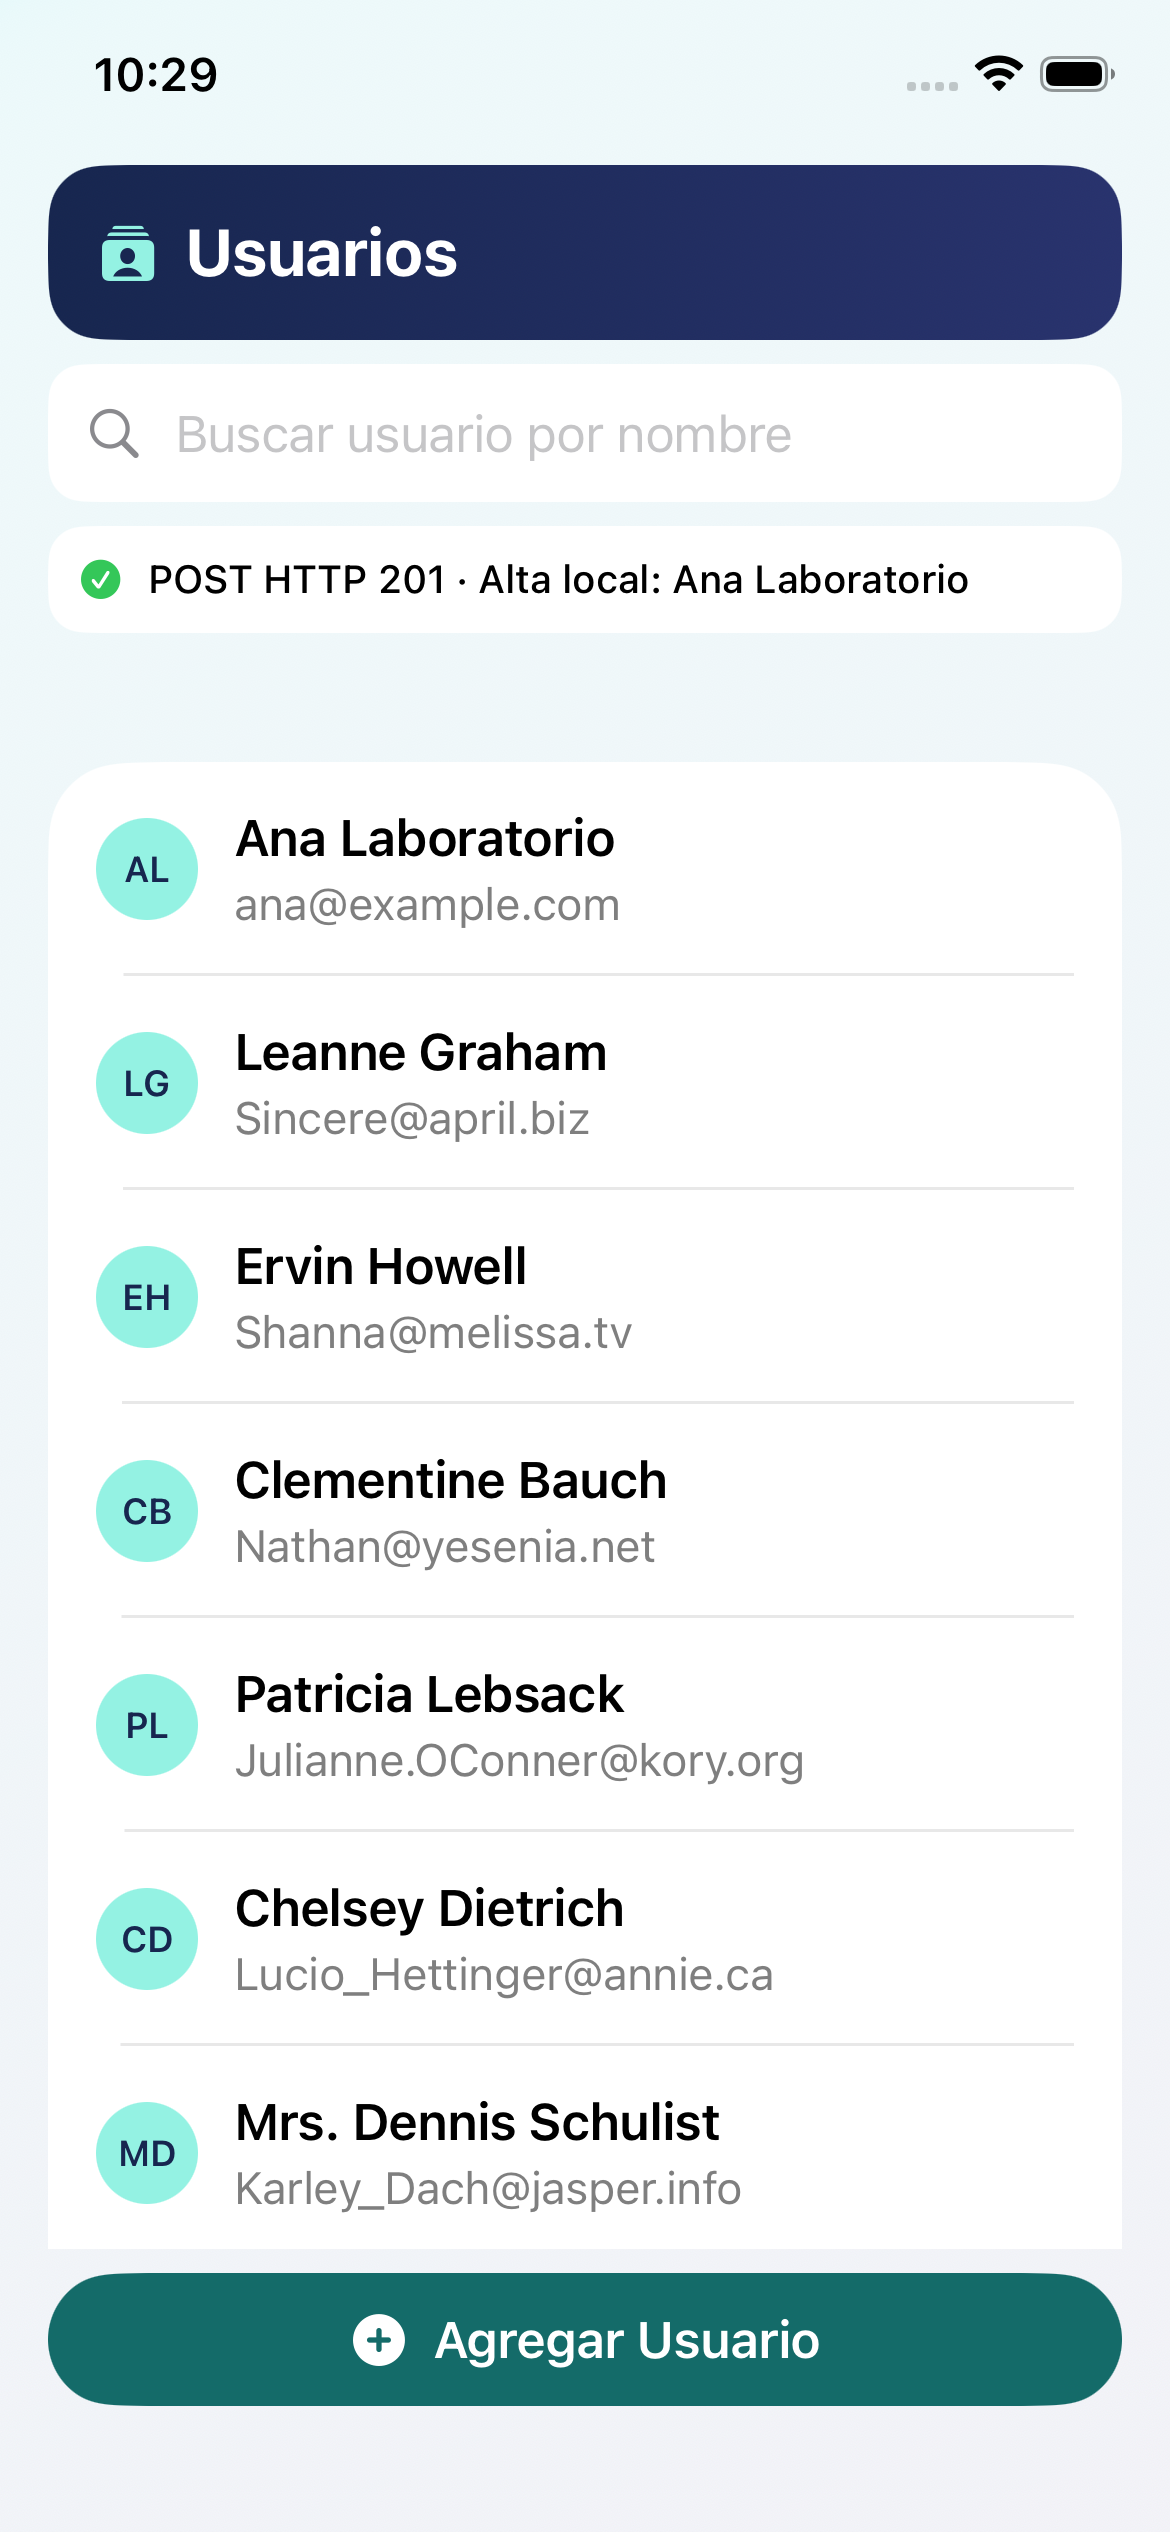 10:29
Usuarios
Buscar usuario por nombre
POST HTTP 201 · Alta local: Ana Laboratorio
AL
Ana Laboratorio
ana@example.com
LG
Leanne Graham
Sincere@april.biz
EH
Ervin Howell
Shanna@melissa.tv
CB
Clementine Bauch
Nathan@yesenia.net
PL
Patricia Lebsack
Julianne.OConner@kory.org
CD
Chelsey Dietrich
Lucio_Hettinger@annie.ca
MD
Mrs. Dennis Schulist
Karley_Dach@jasper.info
Agregar Usuario